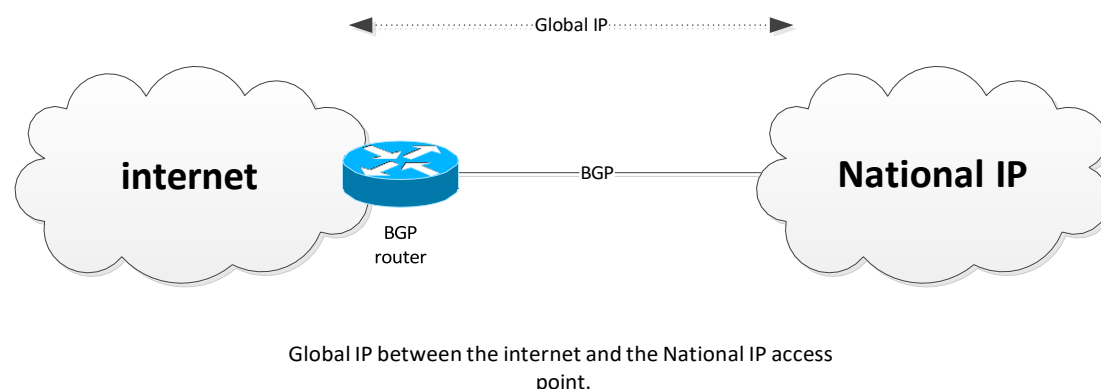 Global IP
internet
BGP
National IP
BGP
router
Global IP between the internet and the National IP access
point.